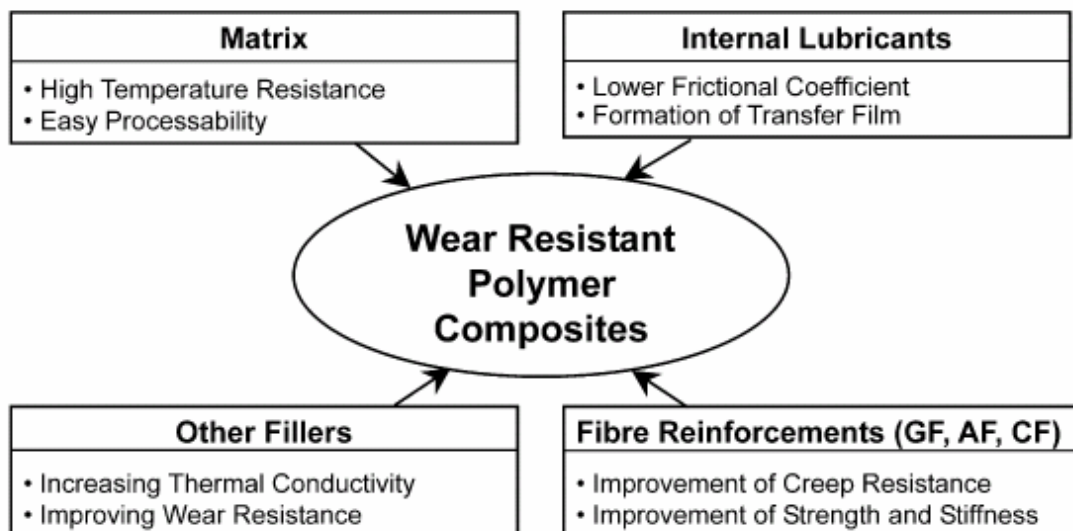 Matrix
• High Temperature Resistance
• Easy Processability
Internal Lubricants
• Lower Frictional Coefficient
• Formation of Transfer Film
Wear Resistant
Polymer
Composites
Other Fillers
• Increasing Thermal Conductivity
• Improving Wear Resistance
Fibre Reinforcements (GF, AF, CF)
• Improvement of Creep Resistance
• Improvement of Strength and Stiffness